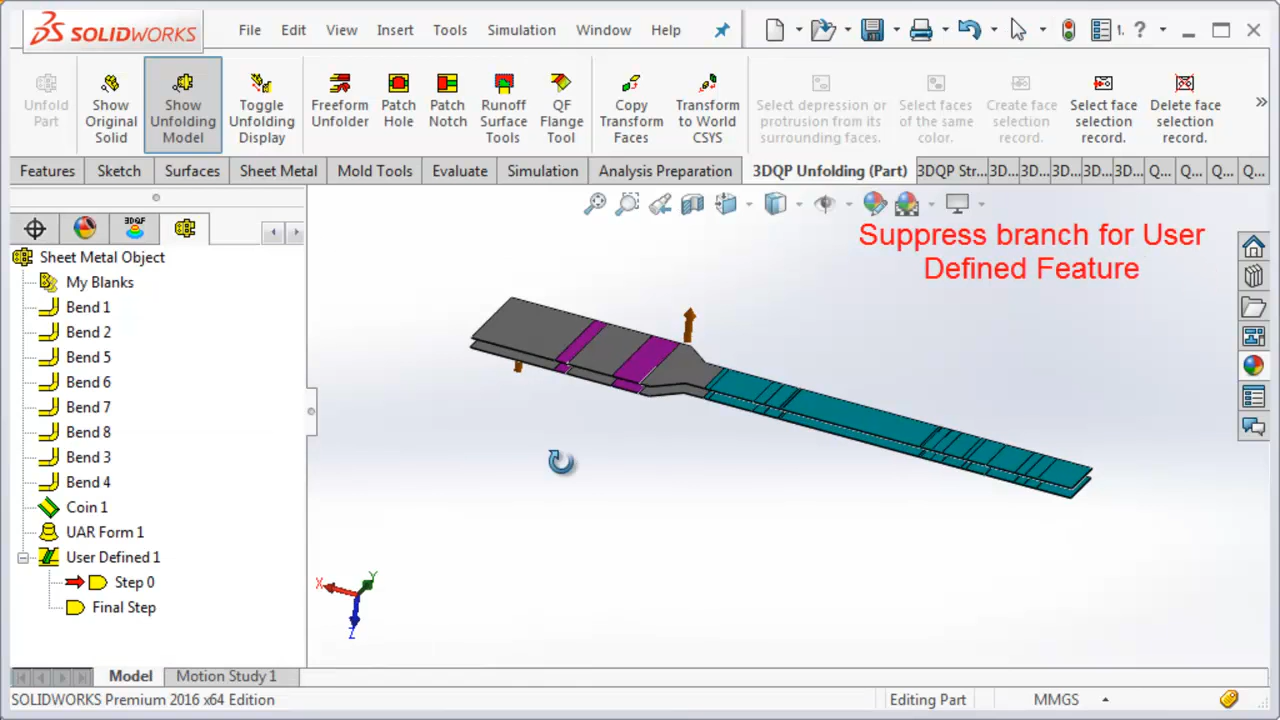 SOLIDWORKS
File Edit View Insert Tools Simulation Window Help
1. ?
Unfold Part
Show Original Solid
Show Unfolding Model
Toggle Unfolding Display
Freeform Unfolder
Patch Hole
Patch Notch
Runoff Surface Tools
QF Flange Tool
Copy Transform Faces
Transform to World CSYS
Select depression or protrusion from its surrounding faces.
Select faces of the same color.
Create face selection record.
Select face selection record.
Delete face selection record.
Features Sketch Surfaces Sheet Metal Mold Tools Evaluate Simulation Analysis Preparation 3DQP Unfolding (Part) 3DQP Str... 3D... 3D... 3D... 3D... 3D... Q... Q... Q... Q...
Suppress branch for User
Defined Feature
Sheet Metal Object
My Blanks
Bend 1
Bend 2
Bend 5
Bend 6
Bend 7
Bend 8
Bend 3
Bend 4
Coin 1
UAR Form 1
User Defined 1
Step 0
Final Step
X Y
Z
Model Motion Study 1
SOLIDWORKS Premium 2016 x64 Edition Editing Part MMGS